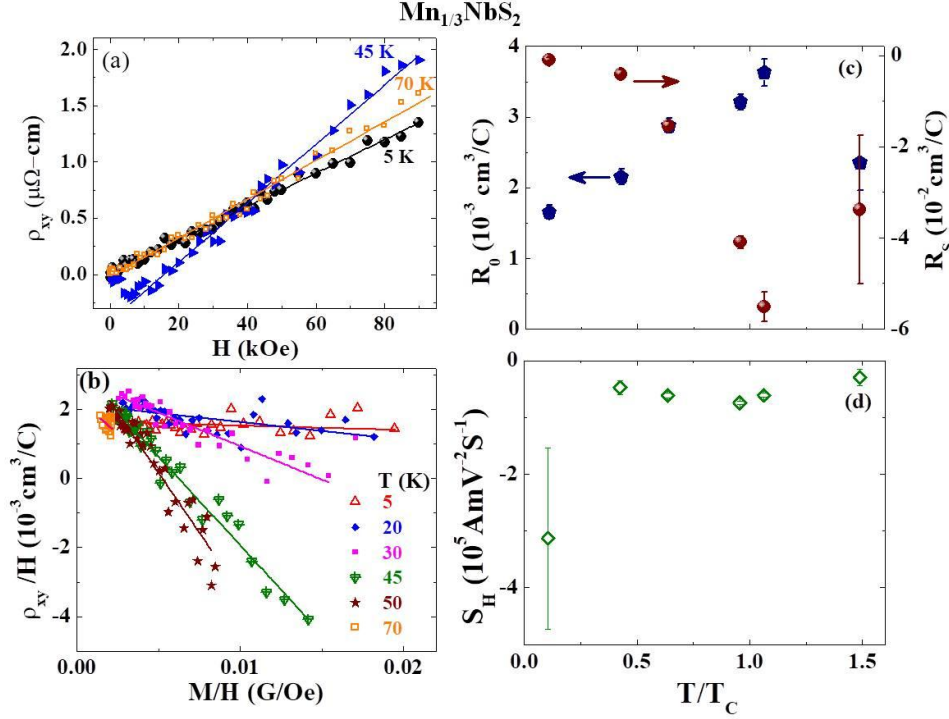 Mn1/3NbS2
(a)
2.0
1.5
1.0
0.5
0.0
ρxy (μΩ–cm)
45 K
70 K
5 K
0
20
40
60
80
H (kOe)
(b)
2
0
-2
-4
ρxy /H (10-3cm3/C)
T (K)
5
20
30
45
50
70
0.00
0.01
0.02
M/H (G/Oe)
(c)
4
3
2
1
0
R0 (10-3 cm3/C)
0
-2
-4
-6
RS (10-2cm3/C)
(d)
0
-2
-4
SH (105 AmV-2S-1)
0.0
0.5
1.0
1.5
T/TC